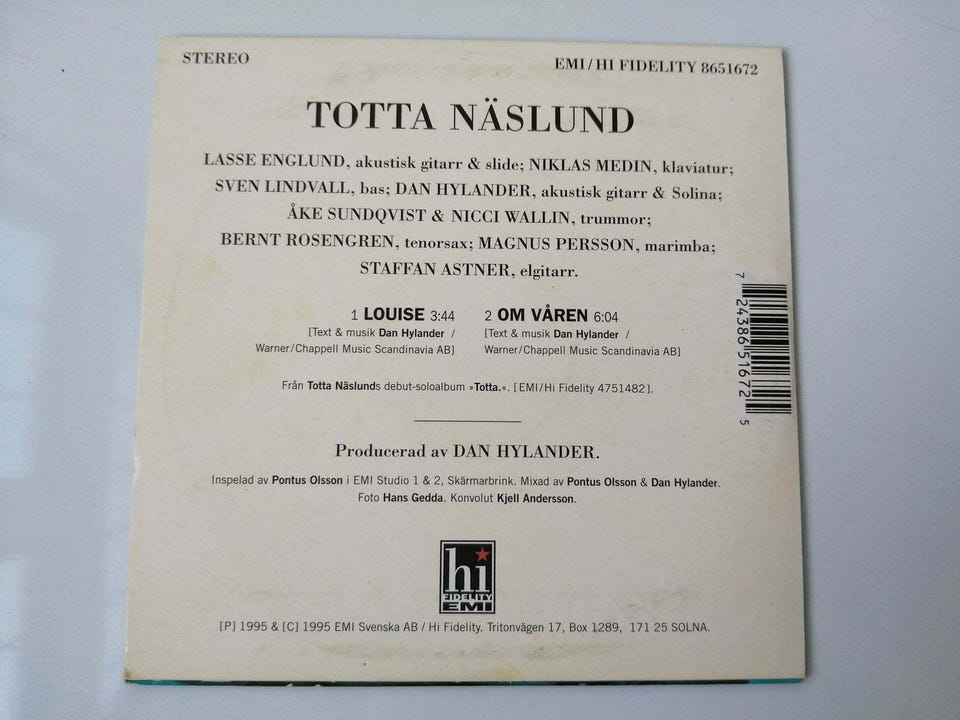 STEREO
EMI/HI FIDELITY 8651672
TOTTA NÄSLUND
LASSE ENGLUND, akustisk gitarr & slide; NIKLAS MEDIN, klaviatur;
SVEN LINDVALL, bas; DAN HYLANDER, akustisk gitarr & Solina;
ÅKE SUNDQVIST & NICCI WALLIN, trummor;
BERNT ROSENGREN, tenorsax; MAGNUS PERSSON, marimba;
STAFFAN ASTNER, elgitarr.
1 LOUISE 3:44
[Text & musik Dan Hylander /
Warner/Chappell Music Scandinavia AB]
2 OM VÅREN 6:04
[Text & musik Dan Hylander /
Warner/Chappell Music Scandinavia AB]
7 24386 51672 5
Från Totta Näslunds debut-soloalbum »Totta.«. [EMI/Hi Fidelity 4751482].
Producerad av DAN HYLANDER.
Inspelad av Pontus Olsson i EMI Studio 1 & 2, Skärmarbrink. Mixad av Pontus Olsson & Dan Hylander.
Foto Hans Gedda. Konvolut Kjell Andersson.
hi
FIDELITY
EMI
[P] 1995 & [C] 1995 EMI Svenska AB / Hi Fidelity. Tritonvägen 17, Box 1289, 171 25 SOLNA.